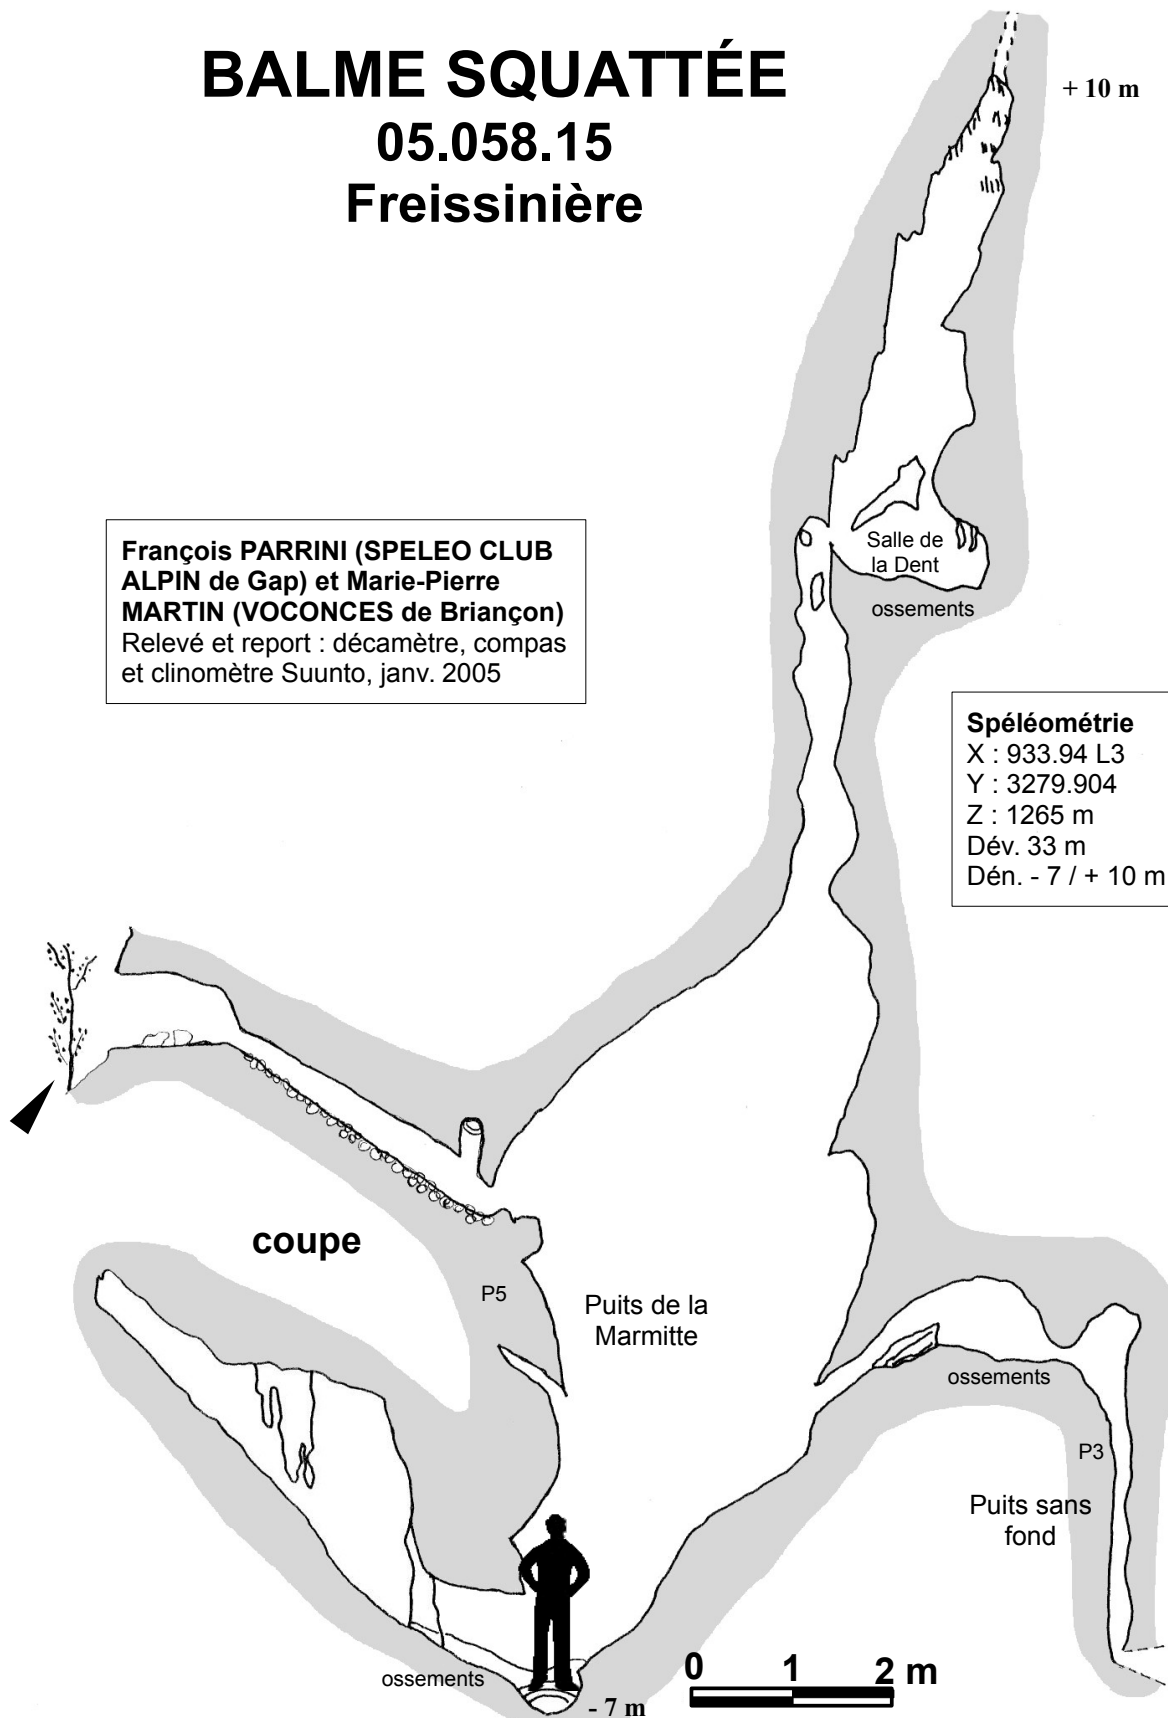 BALME SQUATTÉE
05.058.15
Freissinière
+ 10 m
François PARRINI (SPELEO CLUB
ALPIN de Gap) et Marie-Pierre
MARTIN (VOCONCES de Briançon)
Relevé et report : décamètre, compas
et clinomètre Suunto, janv. 2005
Salle de
la Dent
ossements
Spéléométrie
X : 933.94 L3
Y : 3279.904
Z : 1265 m
Dév. 33 m
Dén. - 7 / + 10 m
coupe
P5
Puits de la
Marmitte
ossements
P3
Puits sans
fond
ossements
0 1 2 m
- 7 m